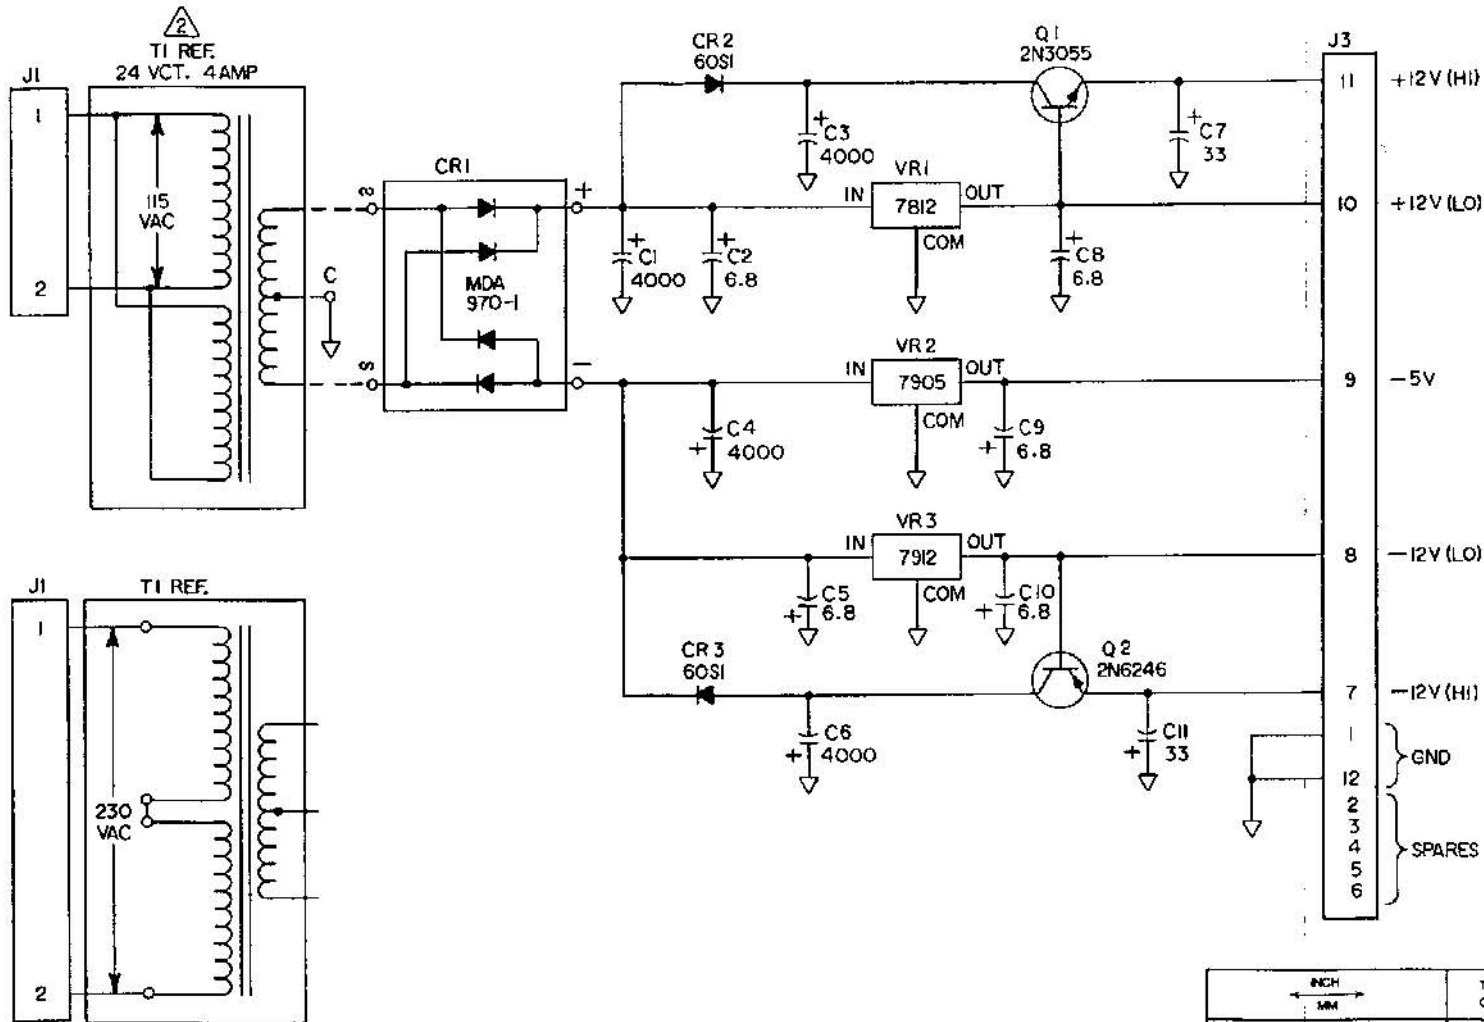 2
T1 REF.
24 VCT. 4AMP
J1
1
2
115
VAC
S
S
C
CR1
MDA
970-1
+
−
CR2
60S1
+
C3
4000
+
C1
4000
+
C2
6.8
IN
VR1
7812
OUT
COM
Q1
2N3055
+
C7
33
+
C8
6.8
J3
11
+12V (HI)
10
+12V (LO)
+
C4
4000
IN
VR2
7905
OUT
COM
+
C9
6.8
9
−5V
+
C5
6.8
IN
VR3
7912
OUT
COM
+
C10
6.8
8
−12V (LO)
CR3
60S1
+
C6
4000
Q2
2N6246
+
C11
33
7
−12V (HI)
1
12
GND
2
3
4
5
6
SPARES
J1
T1 REF.
1
2
230
VAC
INCH
MM